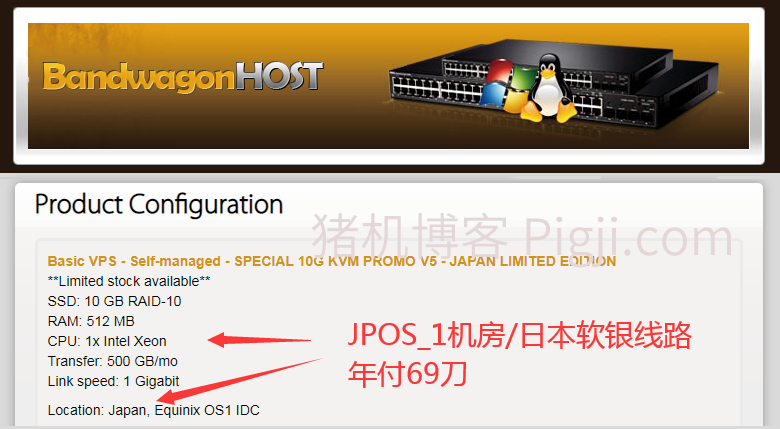 BandwagonHOST
Product Configuration
猪机博客 Pigji.com
Basic VPS - Self-managed - SPECIAL 10G KVM PROMO V5 - JAPAN LIMITED EDITION
**Limited stock available**
SSD: 10 GB RAID-10
RAM: 512 MB
CPU: 1x Intel Xeon
Transfer: 500 GB/mo
Link speed: 1 Gigabit
Location: Japan, Equinix OS1 IDC
JPOS_1机房/日本软银线路
年付69刀